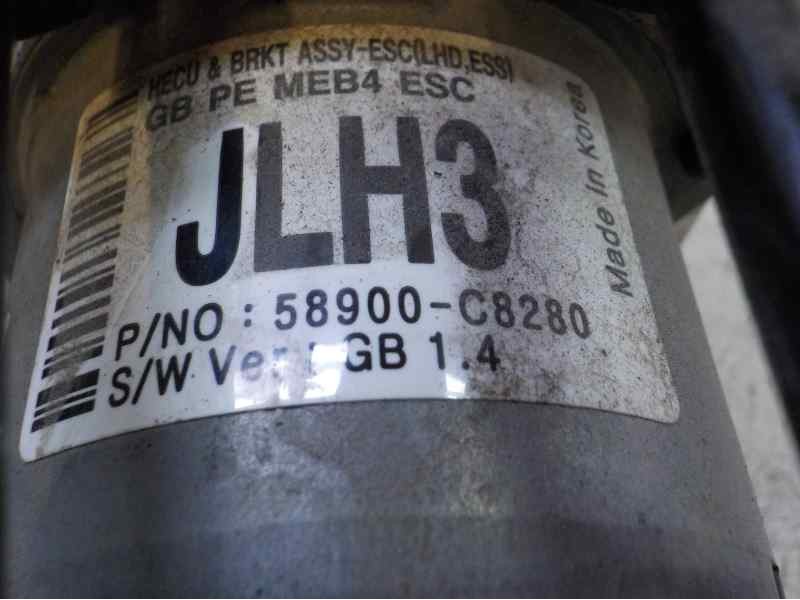 HECU & BRKT ASSY-ESC(LHD,ESS)
GB PE MEB4 ESC
JLH3
P/NO : 58900-C8280
S/W Ver : GB 1.4
Made In Korea